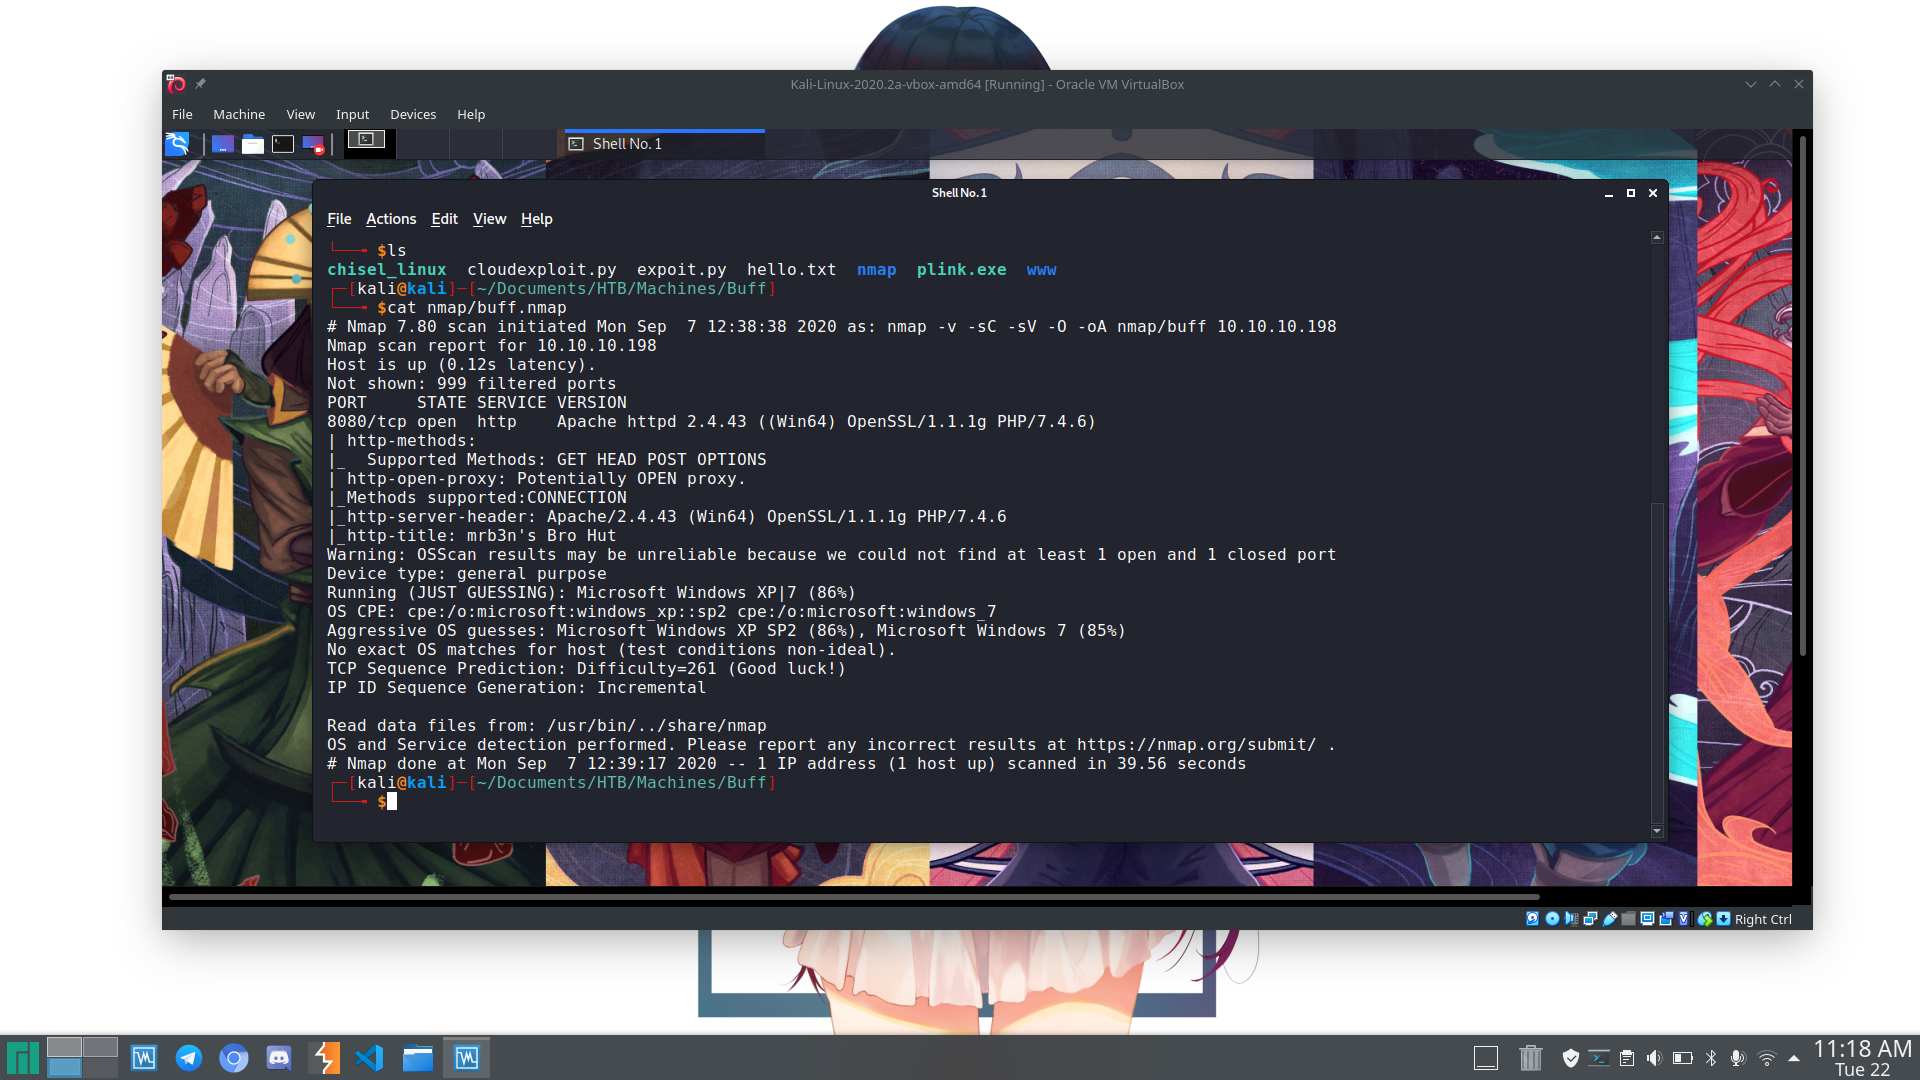 Kali-Linux-2020.2a-vbox-amd64 [Running] - Oracle VM VirtualBox
File Machine View Input Devices Help
Shell No. 1
Shell No. 1
File Actions Edit View Help
$ls
chisel_linux cloudexploit.py expoit.py hello.txt nmap plink.exe www
[kali@kali]-[~/Documents/HTB/Machines/Buff]
$cat nmap/buff.nmap
# Nmap 7.80 scan initiated Mon Sep  7 12:38:38 2020 as: nmap -v -sC -sV -O -oA nmap/buff 10.10.10.198
Nmap scan report for 10.10.10.198
Host is up (0.12s latency).
Not shown: 999 filtered ports
PORT     STATE SERVICE VERSION
8080/tcp open  http    Apache httpd 2.4.43 ((Win64) OpenSSL/1.1.1g PHP/7.4.6)
| http-methods:
|_  Supported Methods: GET HEAD POST OPTIONS
| http-open-proxy: Potentially OPEN proxy.
|_Methods supported:CONNECTION
|_http-server-header: Apache/2.4.43 (Win64) OpenSSL/1.1.1g PHP/7.4.6
|_http-title: mrb3n's Bro Hut
Warning: OSScan results may be unreliable because we could not find at least 1 open and 1 closed port
Device type: general purpose
Running (JUST GUESSING): Microsoft Windows XP|7 (86%)
OS CPE: cpe:/o:microsoft:windows_xp::sp2 cpe:/o:microsoft:windows_7
Aggressive OS guesses: Microsoft Windows XP SP2 (86%), Microsoft Windows 7 (85%)
No exact OS matches for host (test conditions non-ideal).
TCP Sequence Prediction: Difficulty=261 (Good luck!)
IP ID Sequence Generation: Incremental
Read data files from: /usr/bin/../share/nmap
OS and Service detection performed. Please report any incorrect results at https://nmap.org/submit/ .
# Nmap done at Mon Sep  7 12:39:17 2020 -- 1 IP address (1 host up) scanned in 39.56 seconds
[kali@kali]-[~/Documents/HTB/Machines/Buff]
$
Right Ctrl
11:18 AM
Tue 22